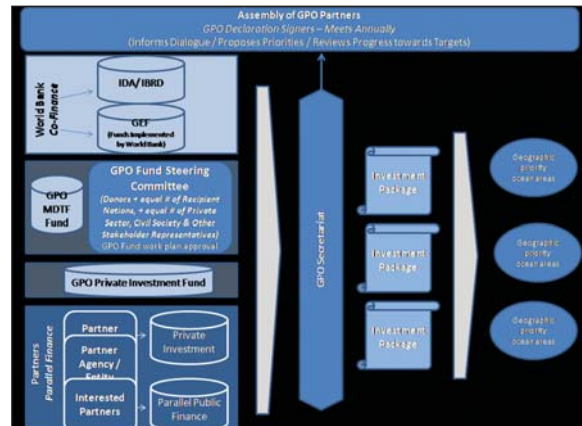 Assembly of GPO Partners
GPO Declaration Signers – Meets Annually
(Informs Dialogue / Proposes Priorities / Reviews Progress towards Targets)
World Bank
Co-Finance
IDA/IBRD
GEF
(Funds Implemented
by World Bank)
GPO
MDTF
Fund
GPO Fund Steering
Committee
(Donors + equal # of Recipient
Nations, + equal # of Private
Sector, Civil Society & Other
Stakeholder Representatives)
GPO Fund work plan approval
GPO Private Investment Fund
Partners
Parallel Finance
Partner
Partner
Agency /
Entity
Interested
Partners
Private
Investment
Parallel Public
Finance
GPO Secretariat
Investment
Package
Investment
Package
Investment
Package
Geographic
priority
ocean areas
Geographic
priority
ocean areas
Geographic
priority
ocean areas